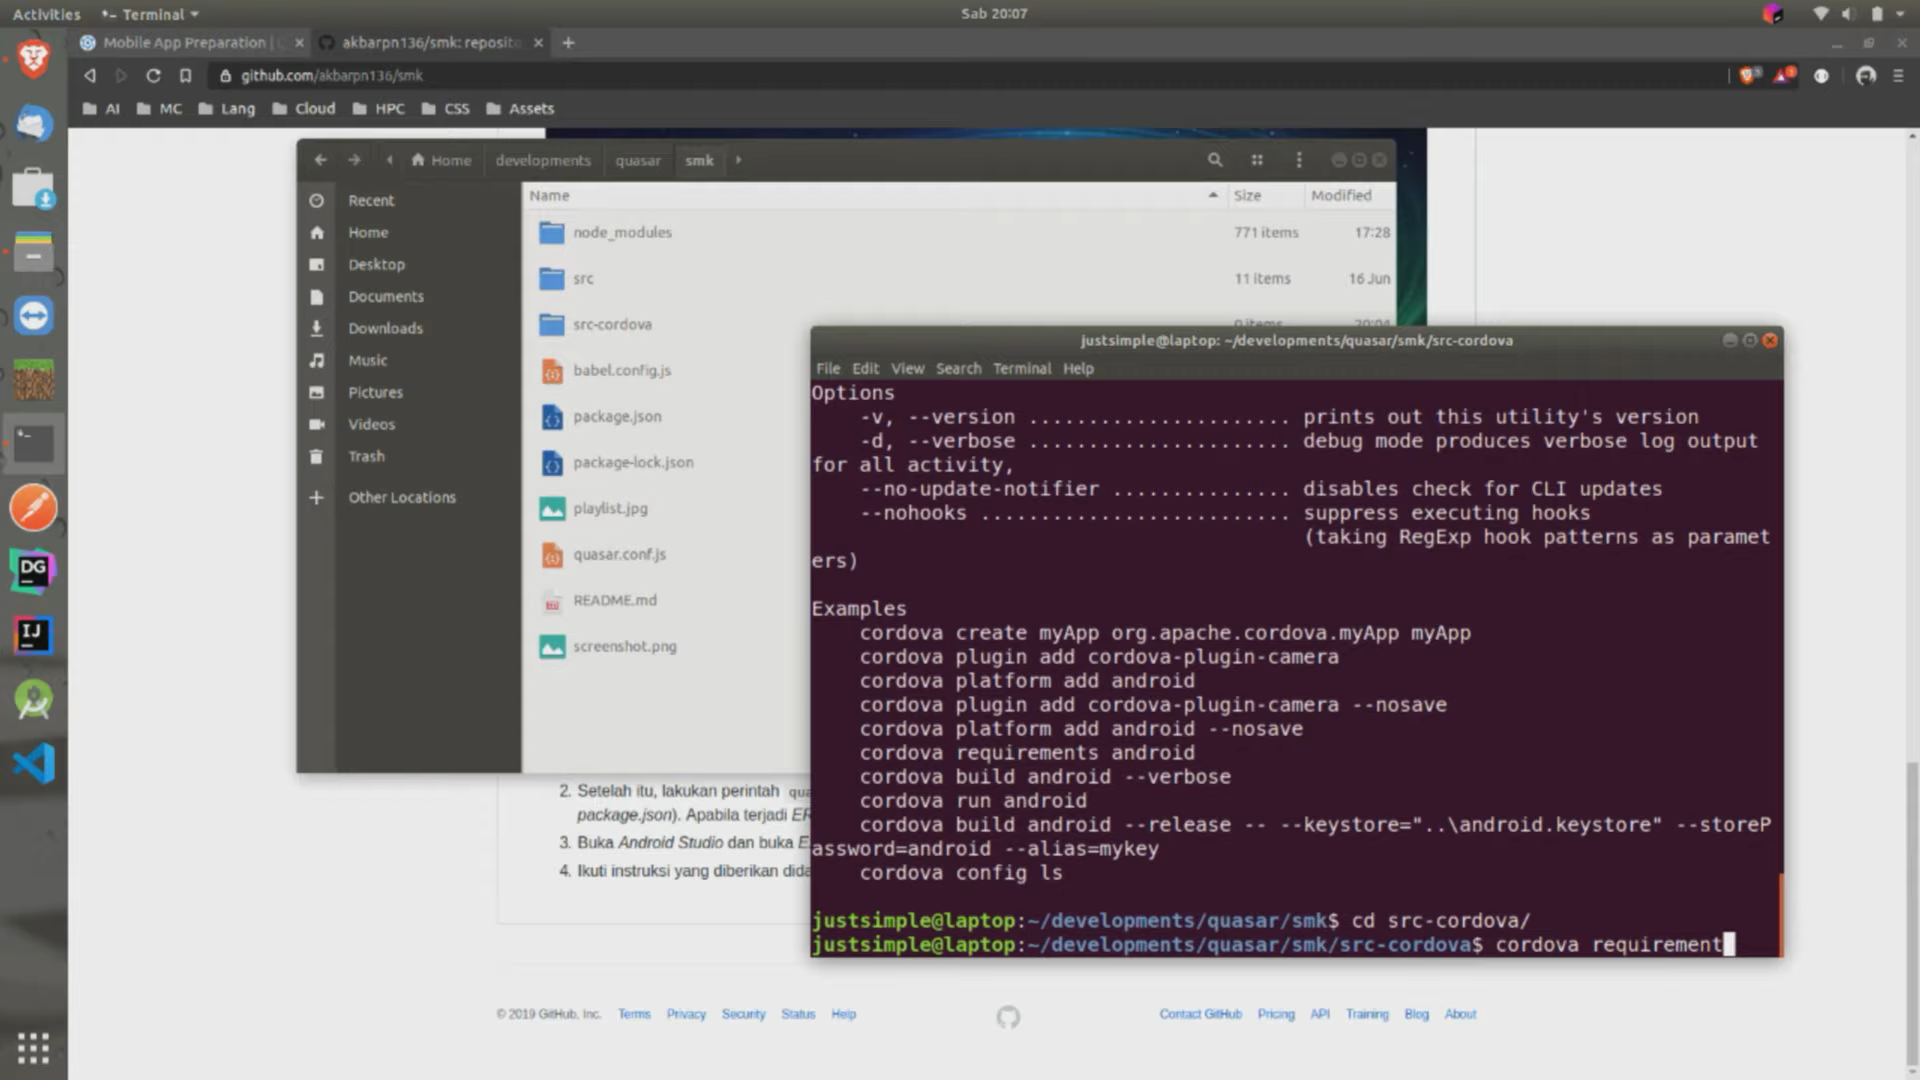 Activities
Terminal
Sab 20:07
Mobile App Preparation |
akbarpn136/smk: reposito
github.com/akbarpn136/smk
AI
MC
Lang
Cloud
HPC
CSS
Assets
Home
developments
quasar
smk
Name
Size
Modified
Recent
Home
Desktop
Documents
Downloads
Music
Pictures
Videos
Trash
Other Locations
node_modules 771 items 17:28
src 11 items 16 Jun
src-cordova 0 items 20:04
babel.config.js
package.json
package-lock.json
playlist.jpg
quasar.conf.js
README.md
screenshot.png
justsimple@laptop: ~/developments/quasar/smk/src-cordova
File Edit View Search Terminal Help
Options
-v, --version ...................... prints out this utility's version
-d, --verbose ...................... debug mode produces verbose log output
for all activity,
--no-update-notifier ............... disables check for CLI updates
--nohooks .......................... suppress executing hooks
(taking RegExp hook patterns as paramet
ers)
Examples
cordova create myApp org.apache.cordova.myApp myApp
cordova plugin add cordova-plugin-camera
cordova platform add android
cordova plugin add cordova-plugin-camera --nosave
cordova platform add android --nosave
cordova requirements android
cordova build android --verbose
cordova run android
cordova build android --release -- --keystore="..\android.keystore" --storeP
assword=android --alias=mykey
cordova config ls
justsimple@laptop:~/developments/quasar/smk$ cd src-cordova/
justsimple@laptop:~/developments/quasar/smk/src-cordova$ cordova requirement
2. Setelah itu, lakukan perintah qua
package.json). Apabila terjadi ER
3. Buka Android Studio dan buka E
4. Ikuti instruksi yang diberikan dida
© 2019 GitHub, Inc. Terms Privacy Security Status Help
Contact GitHub Pricing API Training Blog About
DG
IJ